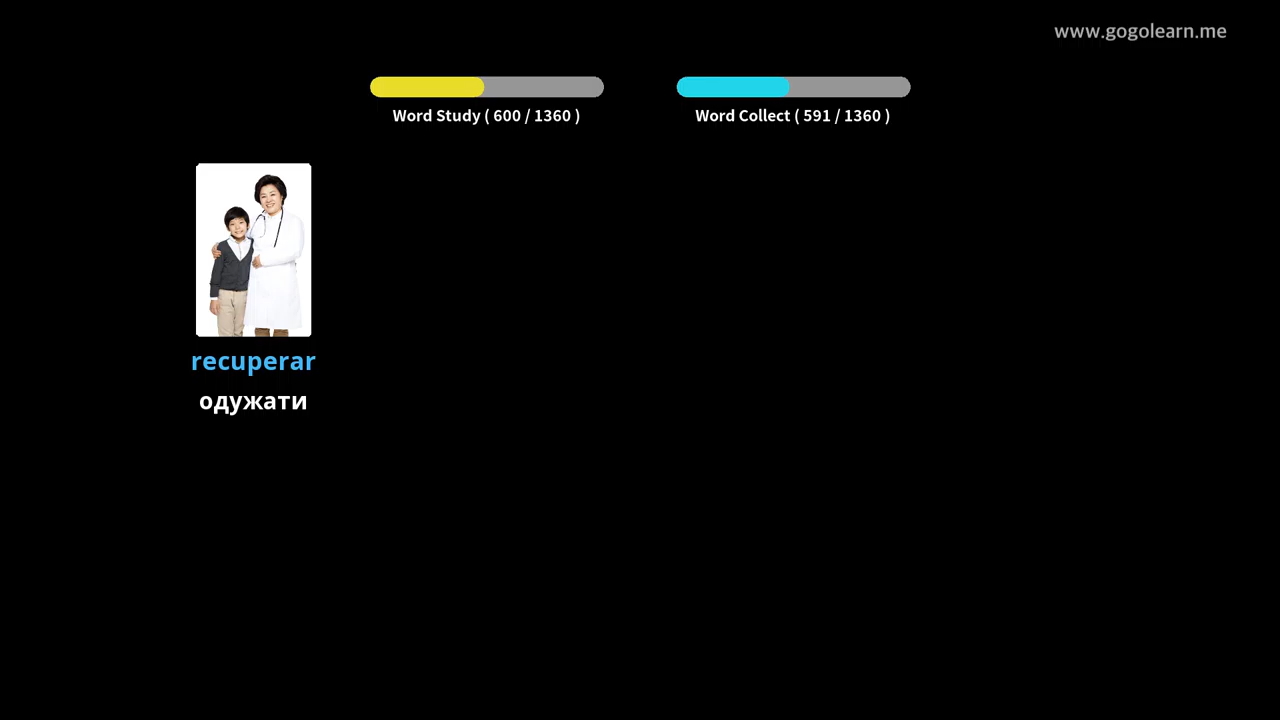 www.gogolearn.me
Word Study ( 600 / 1360 )
Word Collect ( 591 / 1360 )
recuperar
одужати